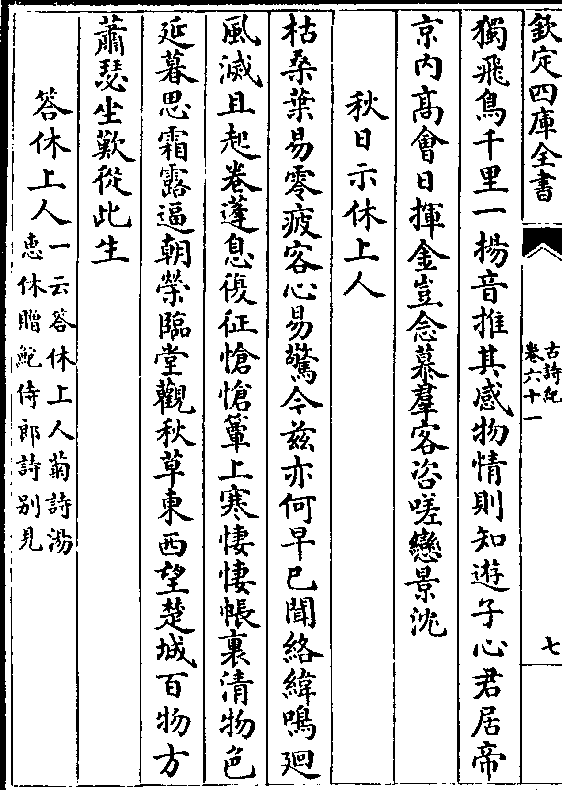 欽定四庫全書
古詩紀
卷六十一
七
獨飛鳥千里一揚音推其感物情則知遊子心君居帝
京内髙會日揮金豈念慕羣客咨嗟戀景沈
秋日示休上人
枯桑葉易零疲客心易驚今兹亦何早已聞絡緯鳴廻
風滅且起卷蓬息復征愴愴簟上寒悽悽帳裏清物色
延暮思霜露逼朝榮臨堂觀秋草東西望楚城百物方
蕭瑟坐歎從此生
答休上人一云答休上人菊詩湯
惠休贈鮑侍郎詩别見